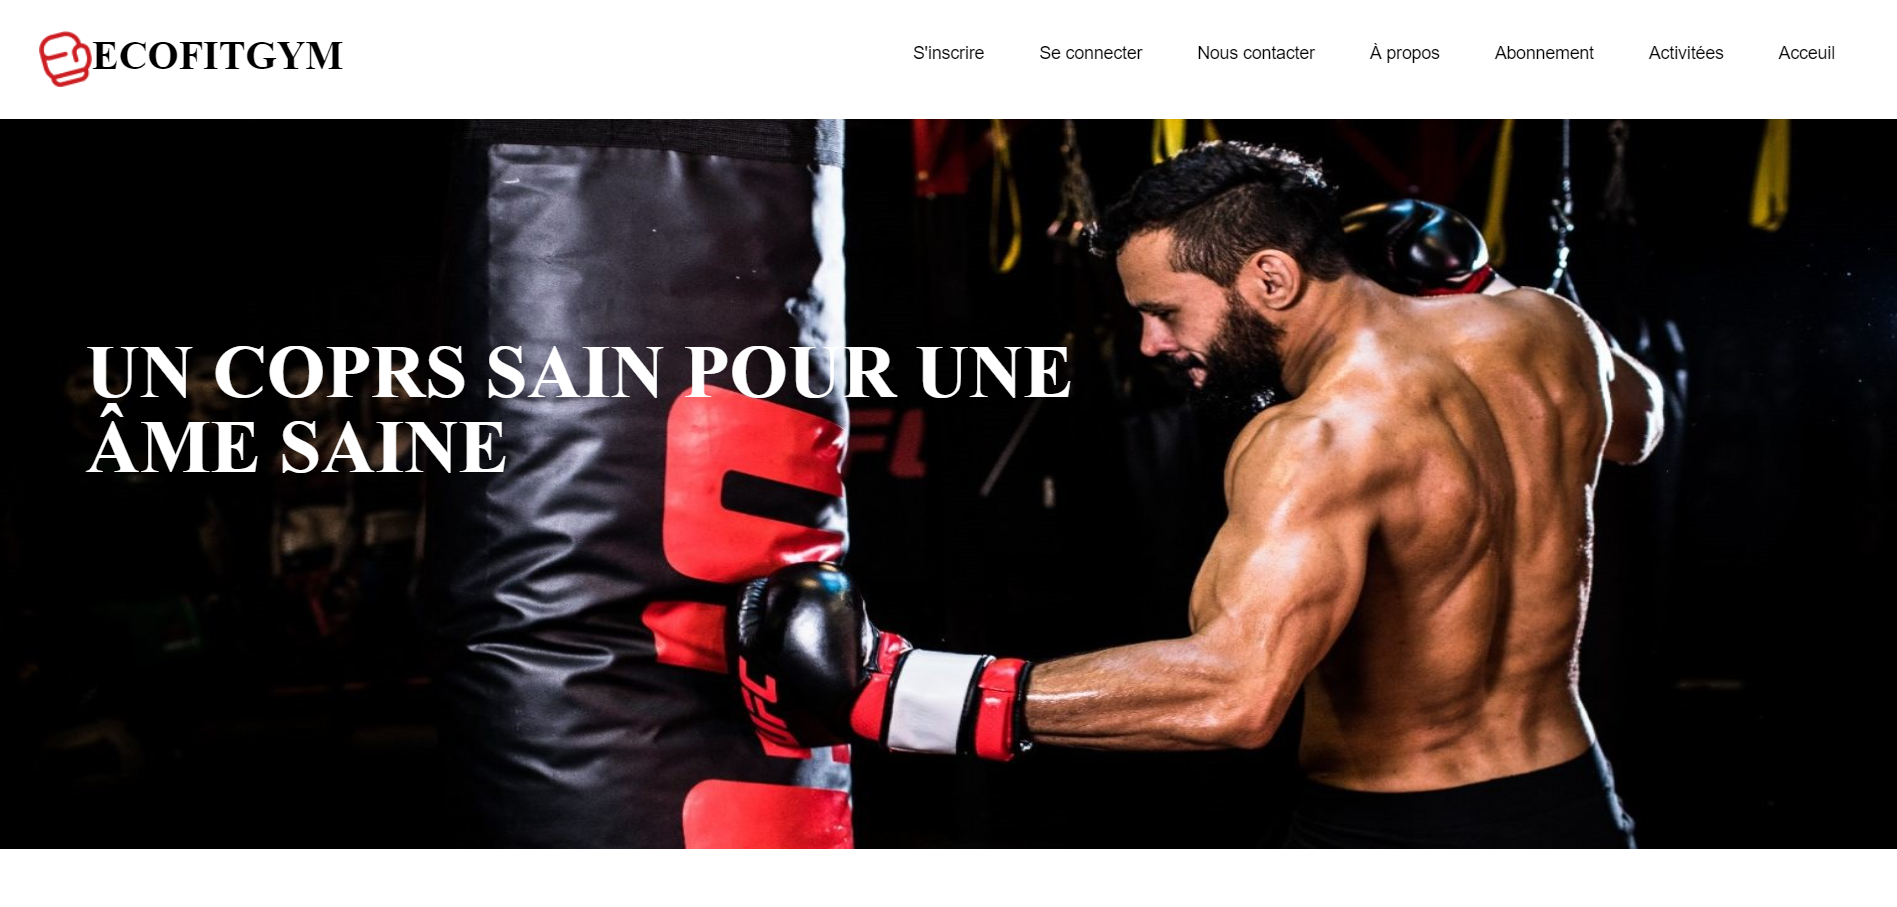 ECOFITGYM
S'inscrire
Se connecter
Nous contacter
À propos
Abonnement
Activitées
Acceuil
UN COPRS SAIN POUR UNE
ÂME SAINE
UFC